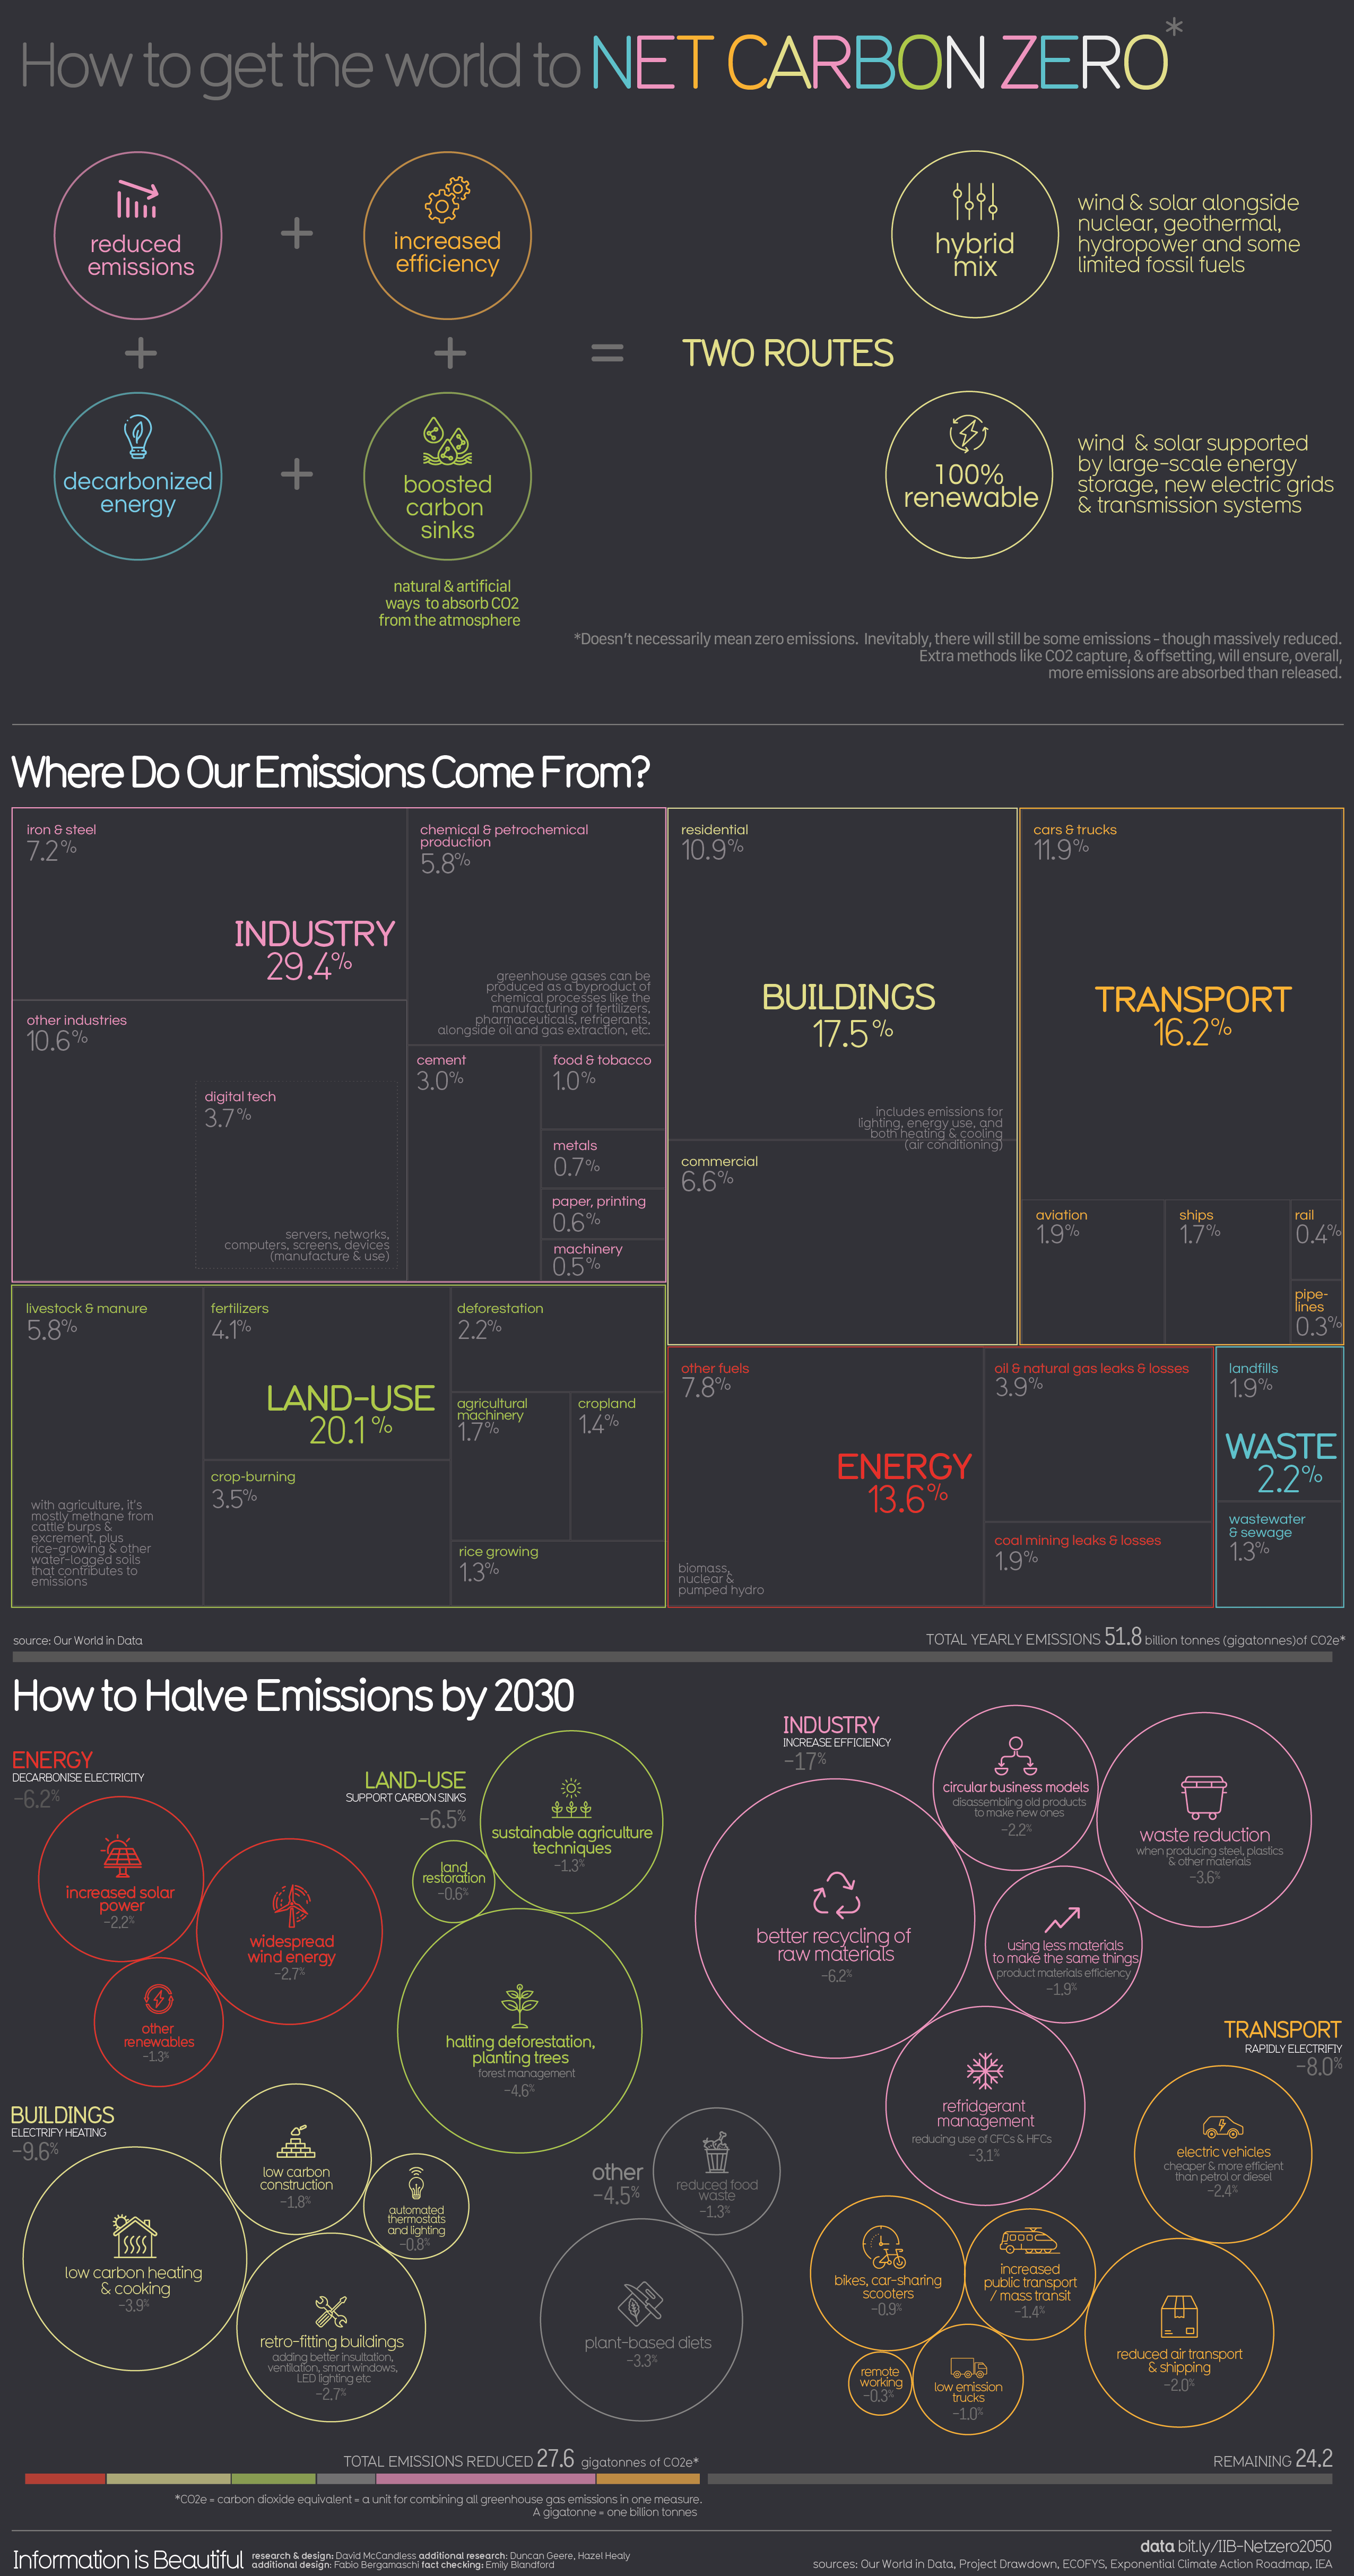 How to get the world to NET CARBON ZERO*
reduced
emissions
+
increased
efficiency
+
+
decarbonized
energy
+
boosted
carbon
sinks
natural & artificial
ways to absorb CO2
from the atmosphere
=
TWO ROUTES
hybrid
mix
wind & solar alongside
nuclear, geothermal,
hydropower and some
limited fossil fuels
100%
renewable
wind & solar supported
by large-scale energy
storage, new electric grids
& transmission systems
*Doesn't necessarily mean zero emissions. Inevitably, there will still be some emissions - though massively reduced.
Extra methods like CO2 capture, & offsetting, will ensure, overall,
more emissions are absorbed than released.
Where Do Our Emissions Come From?
iron & steel
7.2%
INDUSTRY
29.4%
chemical & petrochemical
production
5.8%
greenhouse gases can be
produced as a byproduct of
chemical processes like the
manufacturing of fertilizers,
pharmaceuticals, refrigerants,
alongside oil and gas extraction, etc.
other industries
10.6%
digital tech
3.7%
servers, networks,
computers, screens, devices
(manufacture & use)
cement
3.0%
food & tobacco
1.0%
metals
0.7%
paper, printing
0.6%
machinery
0.5%
residential
10.9%
BUILDINGS
17.5%
includes emissions for
lighting, energy use, and
both heating & cooling
(air conditioning)
commercial
6.6%
cars & trucks
11.9%
TRANSPORT
16.2%
aviation
1.9%
ships
1.7%
rail
0.4%
pipe-
lines
0.3%
livestock & manure
5.8%
with agriculture, it's
mostly methane from
cattle burps &
excrement, plus
rice-growing & other
water-logged soils
that contributes to
emissions
fertilizers
4.1%
LAND-USE
20.1%
crop-burning
3.5%
deforestation
2.2%
agricultural
machinery
1.7%
cropland
1.4%
rice growing
1.3%
other fuels
7.8%
ENERGY
13.6%
biomass,
nuclear &
pumped hydro
oil & natural gas leaks & losses
3.9%
coal mining leaks & losses
1.9%
landfills
1.9%
WASTE
2.2%
wastewater
& sewage
1.3%
source: Our World in Data
TOTAL YEARLY EMISSIONS 51.8 billion tonnes (gigatonnes)of CO2e*
How to Halve Emissions by 2030
ENERGY
DECARBONISE ELECTRICITY
-6.2%
increased solar
power
-2.2%
widespread
wind energy
-2.7%
other
renewables
-1.3%
LAND-USE
SUPPORT CARBON SINKS
-6.5%
sustainable agriculture
techniques
-1.3%
land
restoration
-0.6%
halting deforestation,
planting trees
forest management
-4.6%
INDUSTRY
INCREASE EFFICIENCY
-17%
circular business models
disassembling old products
to make new ones
-2.2%
waste reduction
when producing steel, plastics
& other materials
-3.6%
better recycling of
raw materials
-6.2%
using less materials
to make the same things
product materials efficiency
-1.9%
refridgerant
management
reducing use of CFCs & HFCs
-3.1%
TRANSPORT
RAPIDLY ELECTRIFIY
-8.0%
electric vehicles
cheaper & more efficient
than petrol or diesel
-2.4%
bikes, car-sharing
scooters
-0.9%
increased
public transport
/ mass transit
-1.4%
reduced air transport
& shipping
-2.0%
remote
working
-0.3%
low emission
trucks
-1.0%
BUILDINGS
ELECTRIFY HEATING
-9.6%
low carbon
construction
-1.8%
automated
thermostats
and lighting
-0.8%
low carbon heating
& cooking
-3.9%
retro-fitting buildings
adding better insultation,
ventilation, smart windows,
LED lighting etc
-2.7%
other
-4.5%
reduced food
waste
-1.3%
plant-based diets
-3.3%
TOTAL EMISSIONS REDUCED 27.6 gigatonnes of CO2e*
REMAINING 24.2
*CO2e = carbon dioxide equivalent = a unit for combining all greenhouse gas emissions in one measure.
A gigatonne = one billion tonnes
Information is Beautiful
research & design: David McCandless additional research: Duncan Geere, Hazel Healy
additional design: Fabio Bergamaschi fact checking: Emily Blandford
data bit.ly/IIB-Netzero2050
sources: Our World in Data, Project Drawdown, ECOFYS, Exponential Climate Action Roadmap, IEA